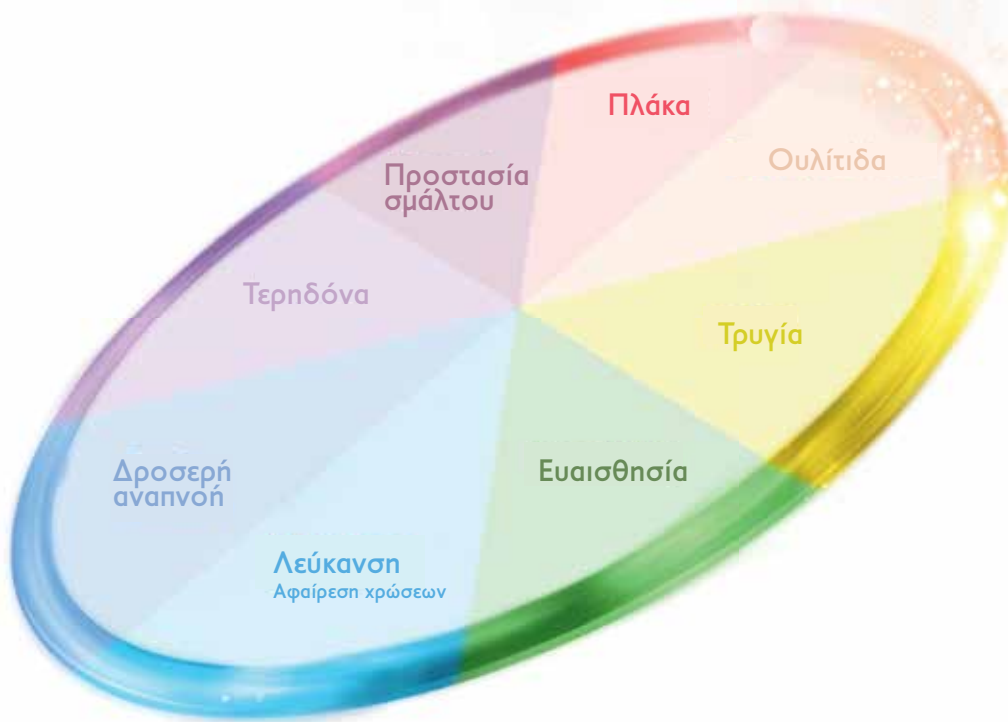 Πλάκα
Ουλίτιδα
Προστασία
σμάλτου
Τερηδόνα
Τρυγία
Δροσερή
αναπνοή
Ευαισθησία
Λεύκανση
Αφαίρεση χρώσεων